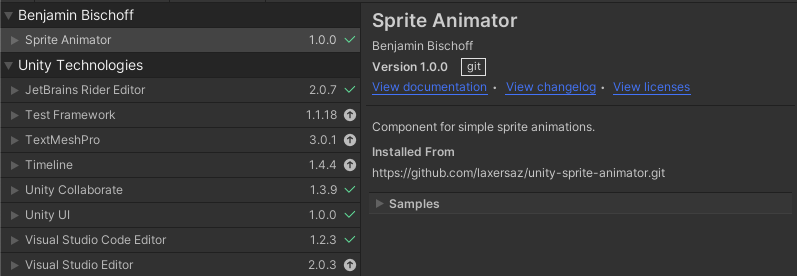 Benjamin Bischoff
Sprite Animator 1.0.0
Unity Technologies
JetBrains Rider Editor 2.0.7
Test Framework 1.1.18
TextMeshPro 3.0.1
Timeline 1.4.4
Unity Collaborate 1.3.9
Unity UI 1.0.0
Visual Studio Code Editor 1.2.3
Visual Studio Editor 2.0.3
Sprite Animator
Benjamin Bischoff
Version 1.0.0 git
View documentation • View changelog • View licenses
Component for simple sprite animations.
Installed From
https://github.com/laxersaz/unity-sprite-animator.git
Samples